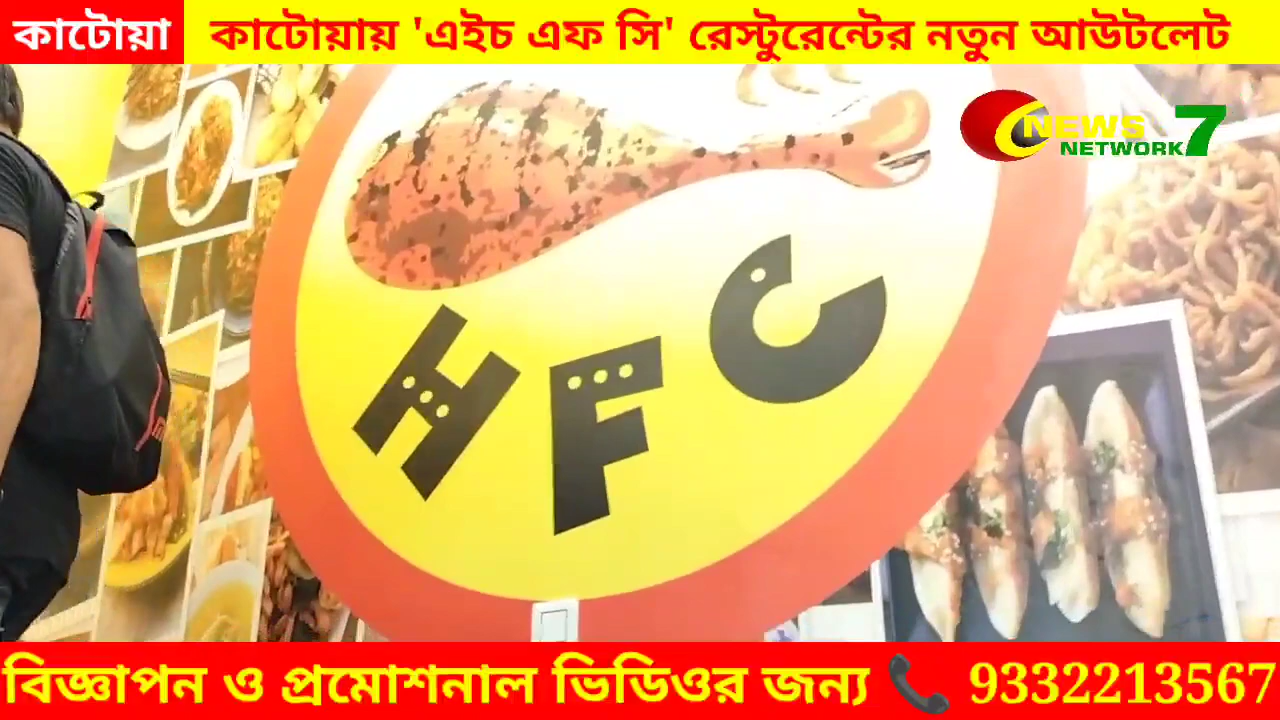 কাটোয়া কাটোয়ায় 'এইচ এফ সি' রেস্টুরেন্টের নতুন আউটলেট
NEWS
NETWORK 7
HFC
বিজ্ঞাপন ও প্রমোশনাল ভিডিওর জন্য 📞 9332213567